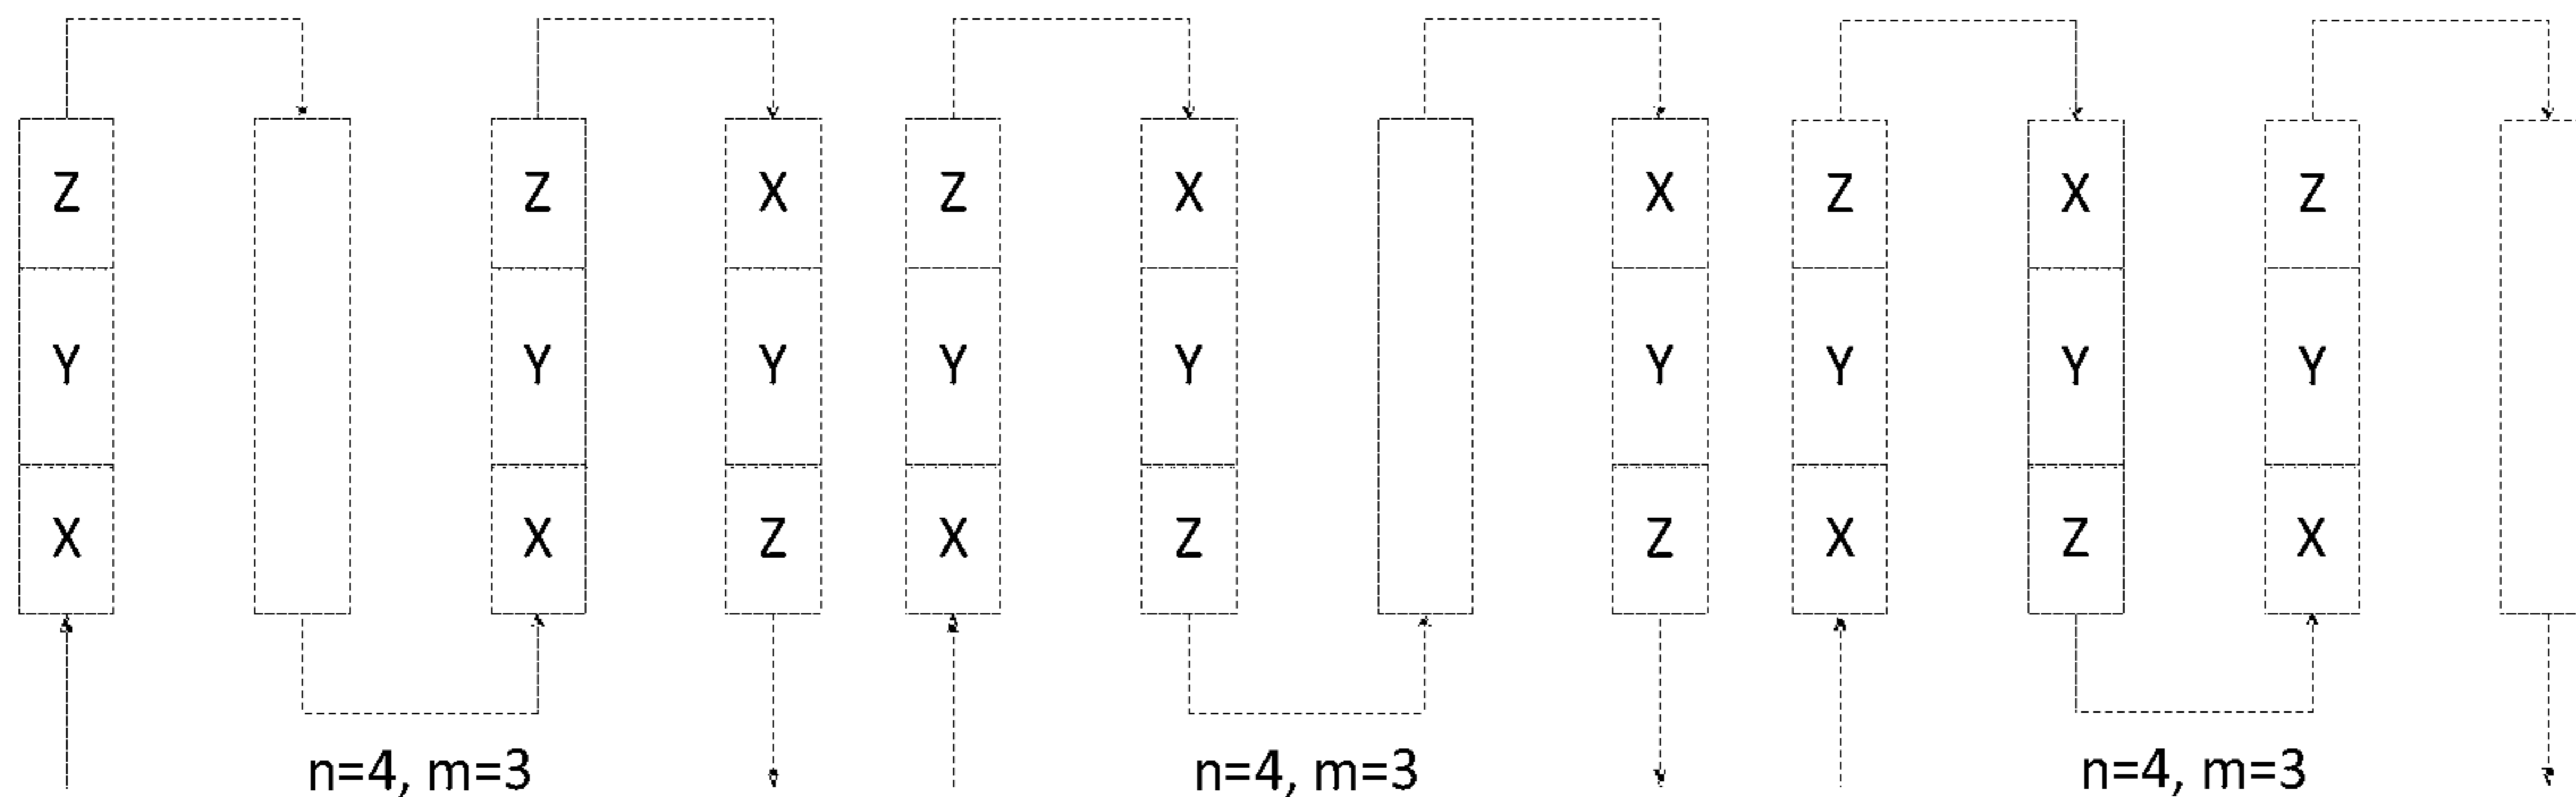 Z Z X Z X X Z X Z
Y Y Y Y Y Y Y Y Y
X X Z X Z Z X Z X
n=4, m=3 n=4, m=3 n=4, m=3